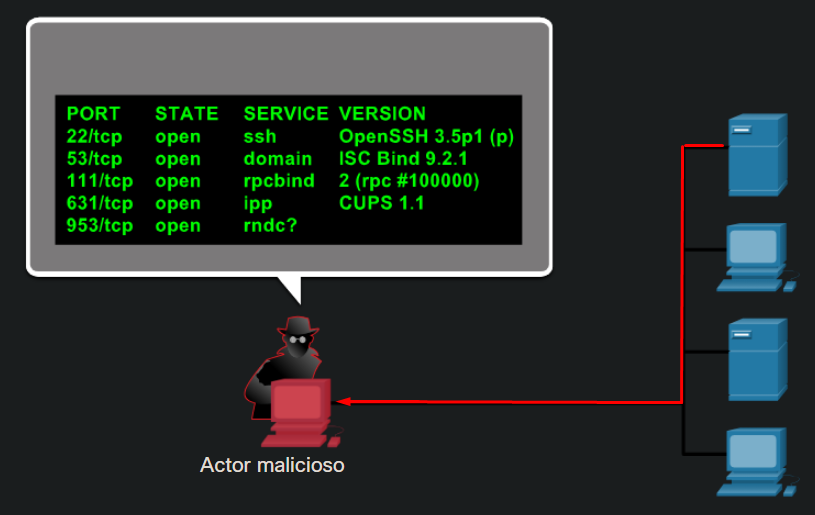 PORT STATE SERVICE VERSION
22/tcp open ssh OpenSSH 3.5p1 (p)
53/tcp open domain ISC Bind 9.2.1
111/tcp open rpcbind 2 (rpc #100000)
631/tcp open ipp CUPS 1.1
953/tcp open rndc?
Actor malicioso